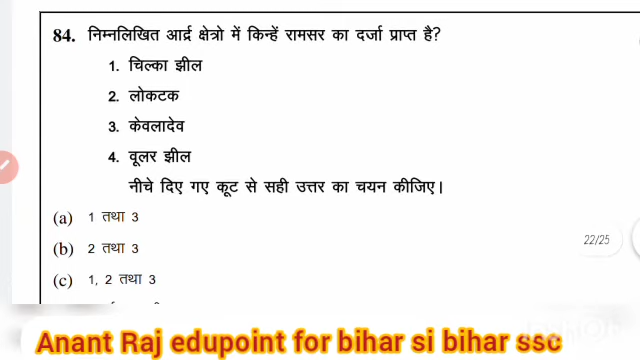 84. निम्नलिखित आर्द्र क्षेत्रो में किन्हें रामसर का दर्जा प्राप्त है?
1. चिल्का झील
2. लोकटक
3. केवलादेव
4. वूलर झील
नीचे दिए गए कूट से सही उत्तर का चयन कीजिए।
(a) 1 तथा 3
(b) 2 तथा 3
22/25
(c) 1, 2 तथा 3
Anant Raj edupoint for bihar si bihar ssc